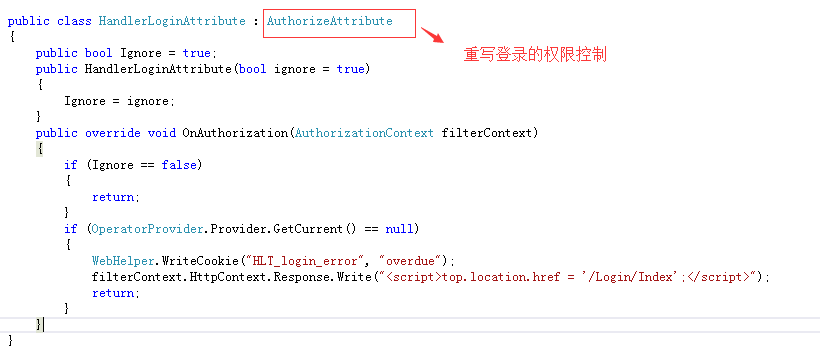 public class HandlerLoginAttribute : AuthorizeAttribute
{
public bool Ignore = true;
重写登录的权限控制
public HandlerLoginAttribute(bool ignore = true)
{
Ignore = ignore;
}
public override void OnAuthorization(AuthorizationContext filterContext)
{
if (Ignore == false)
{
return;
}
if (OperatorProvider.Provider.GetCurrent() == null)
{
WebHelper.WriteCookie("HLT_login_error", "overdue");
filterContext.HttpContext.Response.Write("<script>top.location.href = '/Login/Index';</script>");
return;
}
}
}